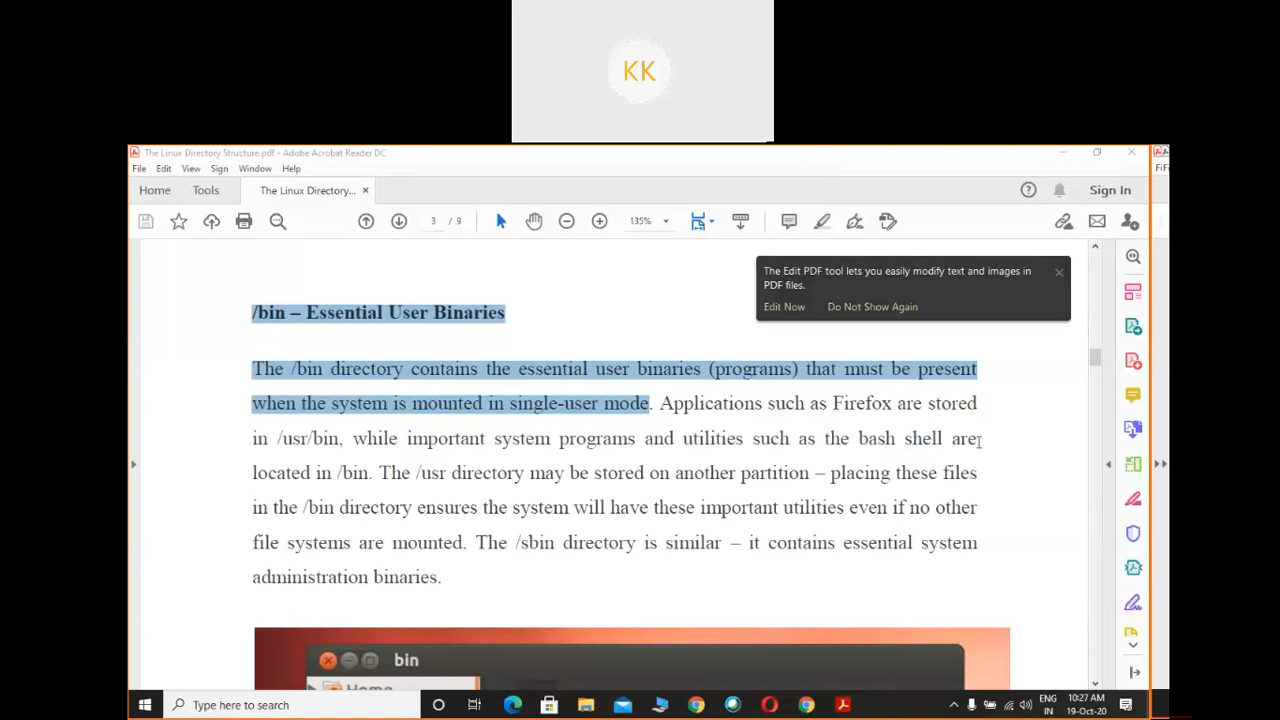 KK
The Linux Directory Structure.pdf - Adobe Acrobat Reader DC
File Edit View Sign Window Help
FiF
Home Tools The Linux Directory... × Sign In
3 / 9 135%
The Edit PDF tool lets you easily modify text and images in
PDF files.
Edit Now Do Not Show Again
/bin – Essential User Binaries
The /bin directory contains the essential user binaries (programs) that must be present
when the system is mounted in single-user mode. Applications such as Firefox are stored
in /usr/bin, while important system programs and utilities such as the bash shell are
located in /bin. The /usr directory may be stored on another partition – placing these files
in the /bin directory ensures the system will have these important utilities even if no other
file systems are mounted. The /sbin directory is similar – it contains essential system
administration binaries.
bin
Home
Type here to search
ENG
IN
10:27 AM
19-Oct-20